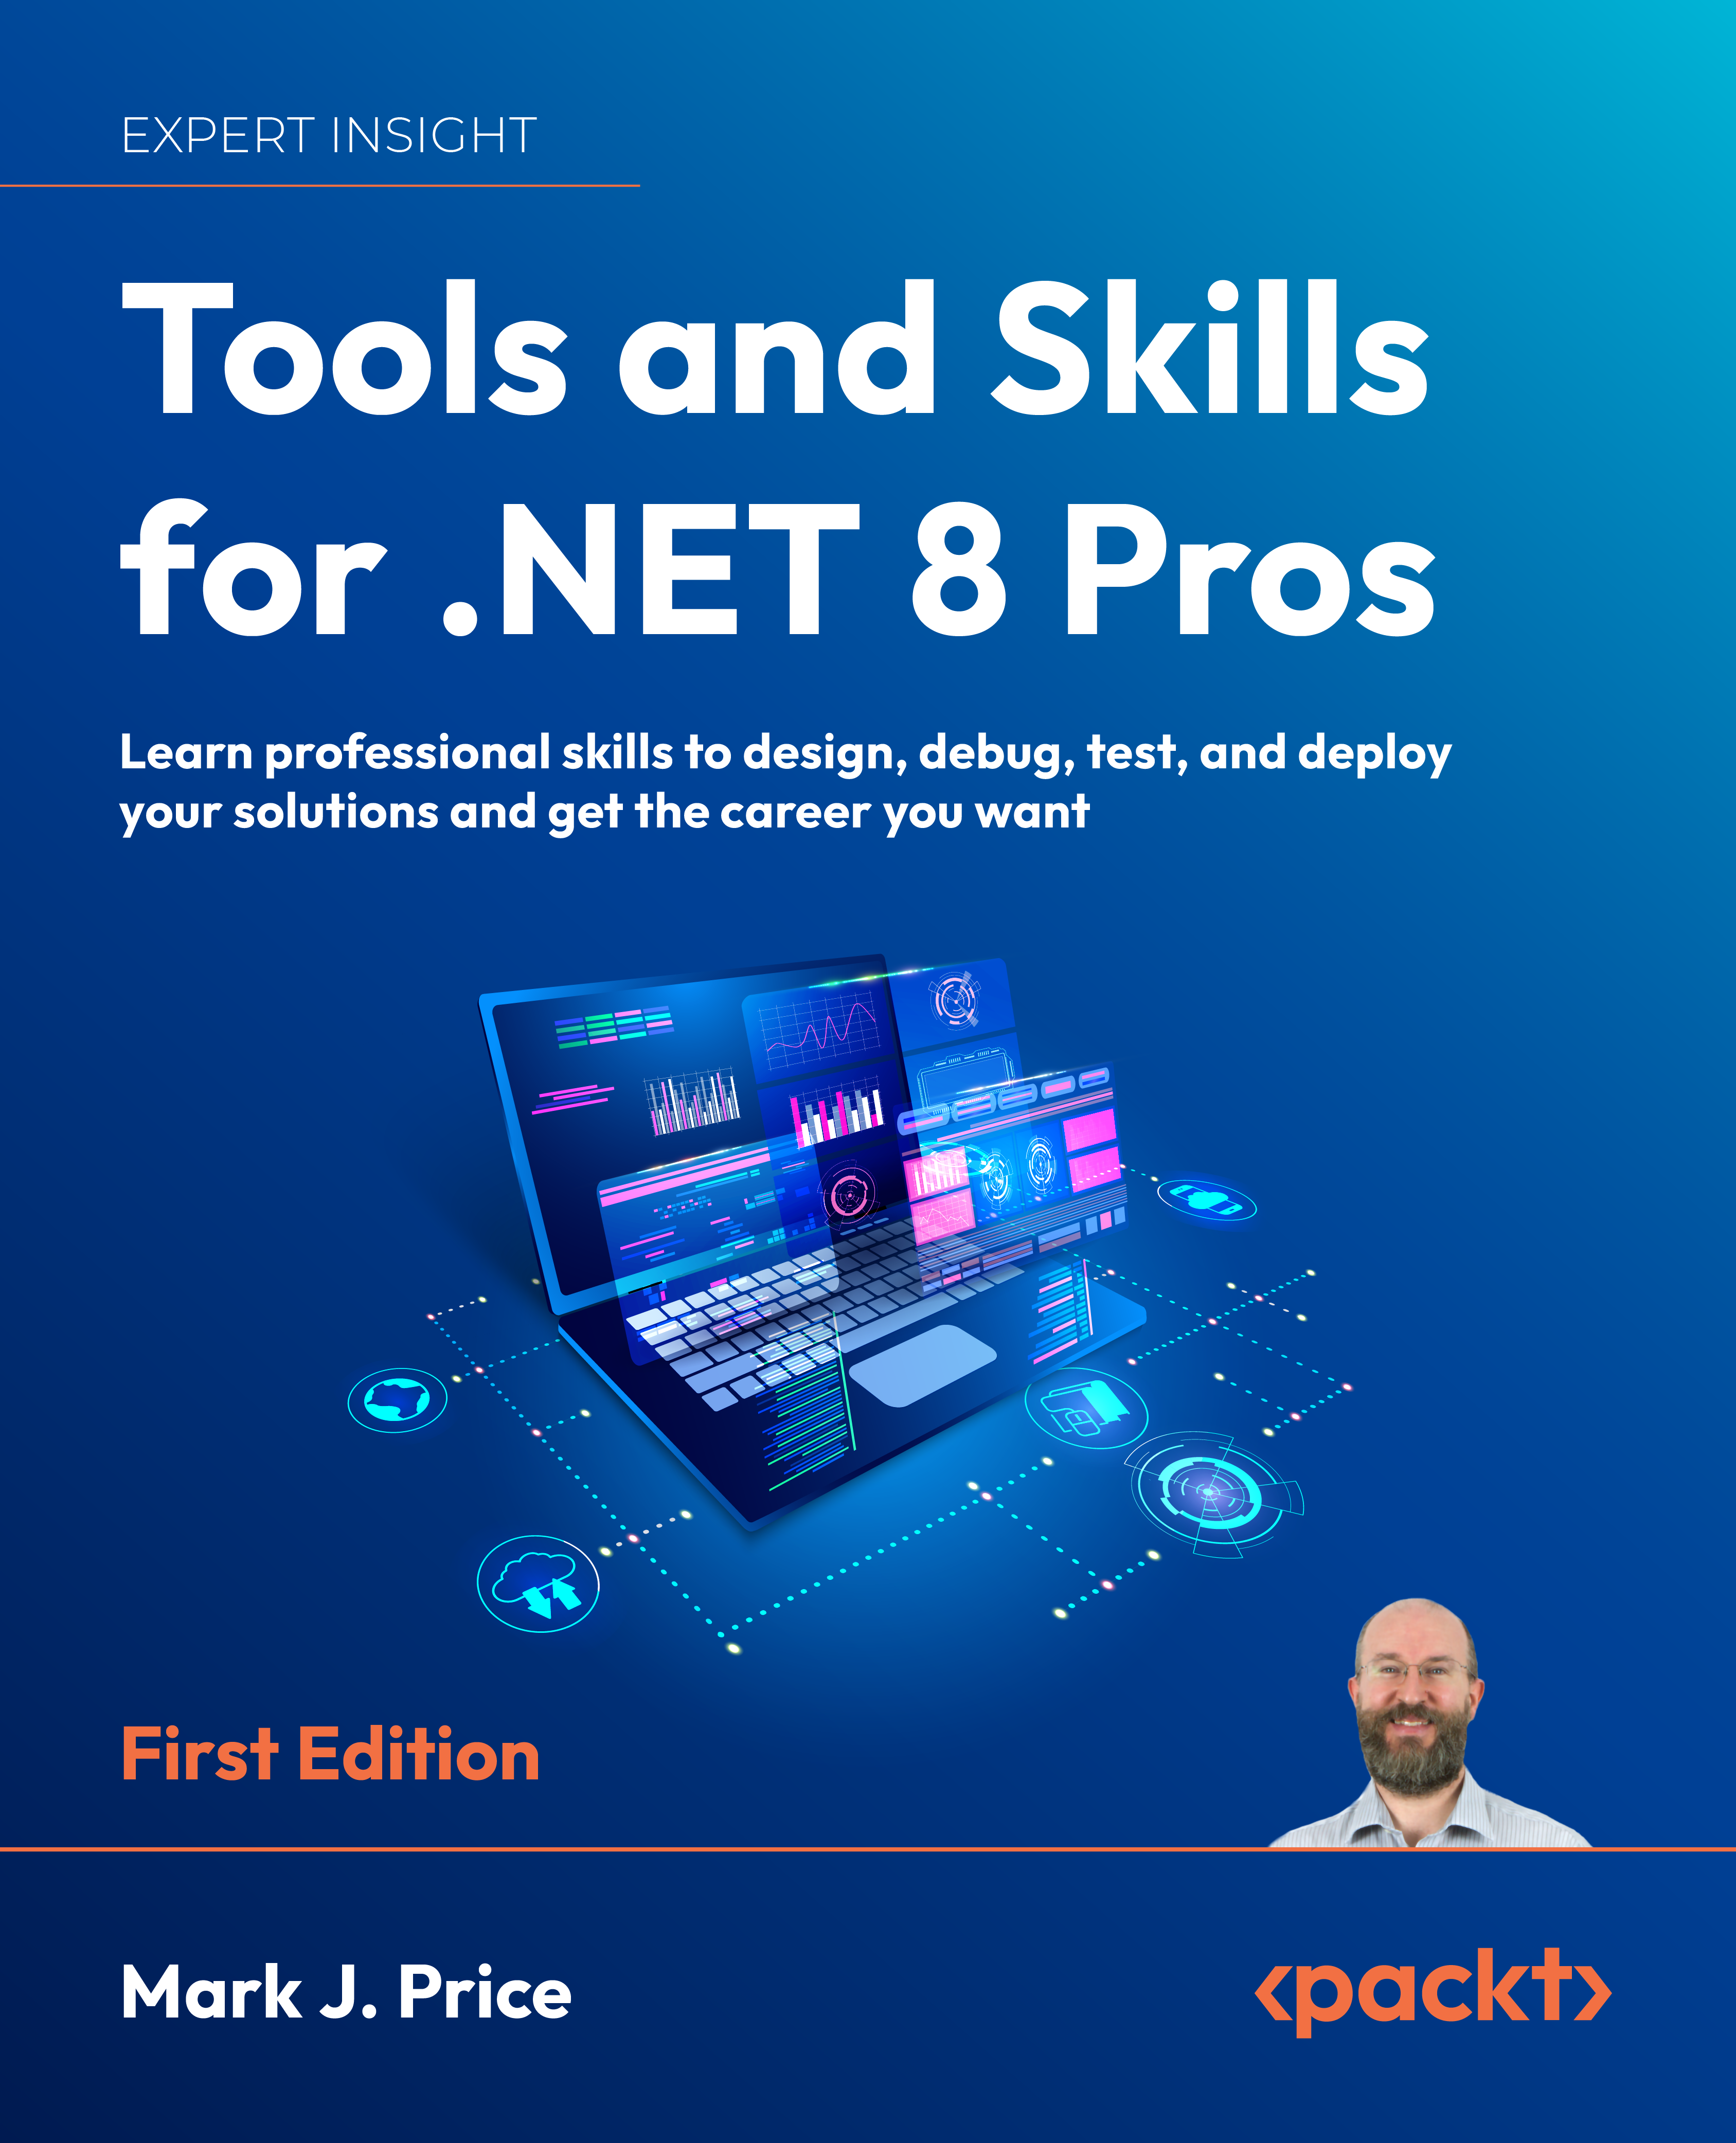 EXPERT INSIGHT
Tools and Skills
for .NET 8 Pros
Learn professional skills to design, debug, test, and deploy
your solutions and get the career you want
First Edition
Mark J. Price
<packt>